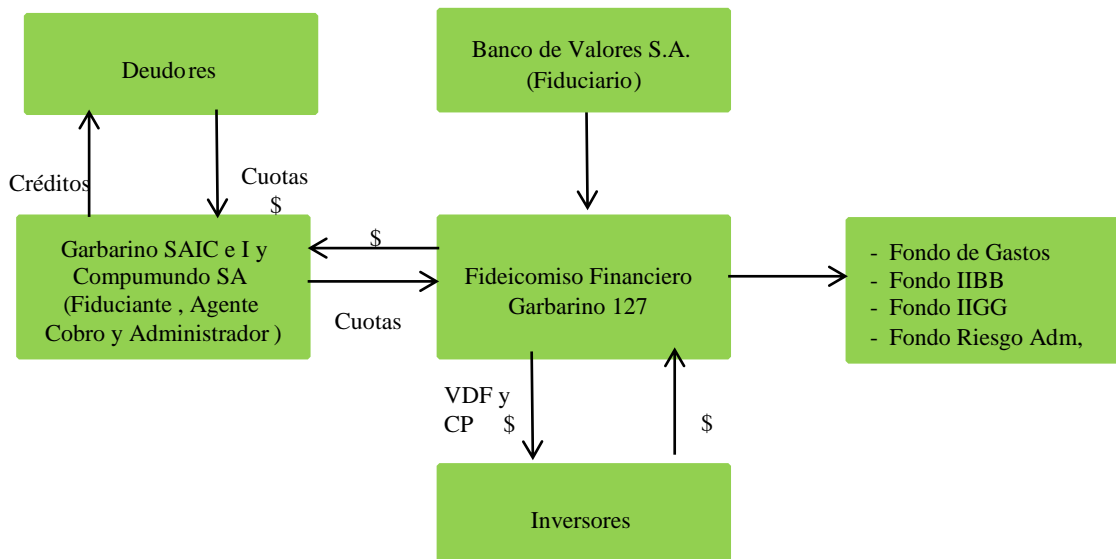 Deudores
Banco de Valores S.A.
(Fiduciario)
Créditos
Cuotas
$
Garbarino SAIC e I y
Compumundo SA
(Fiduciante , Agente
Cobro y Administrador )
$
Cuotas
Fideicomiso Financiero
Garbarino 127
- Fondo de Gastos
- Fondo IIBB
- Fondo IIGG
- Fondo Riesgo Adm,
VDF y
CP $
$
Inversores